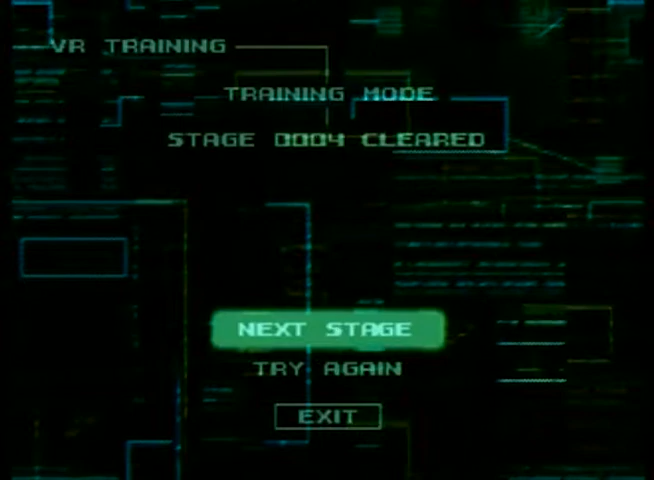 VR TRAINING
TRAINING MODE
STAGE 0004 CLEARED
NEXT STAGE
TRY AGAIN
EXIT